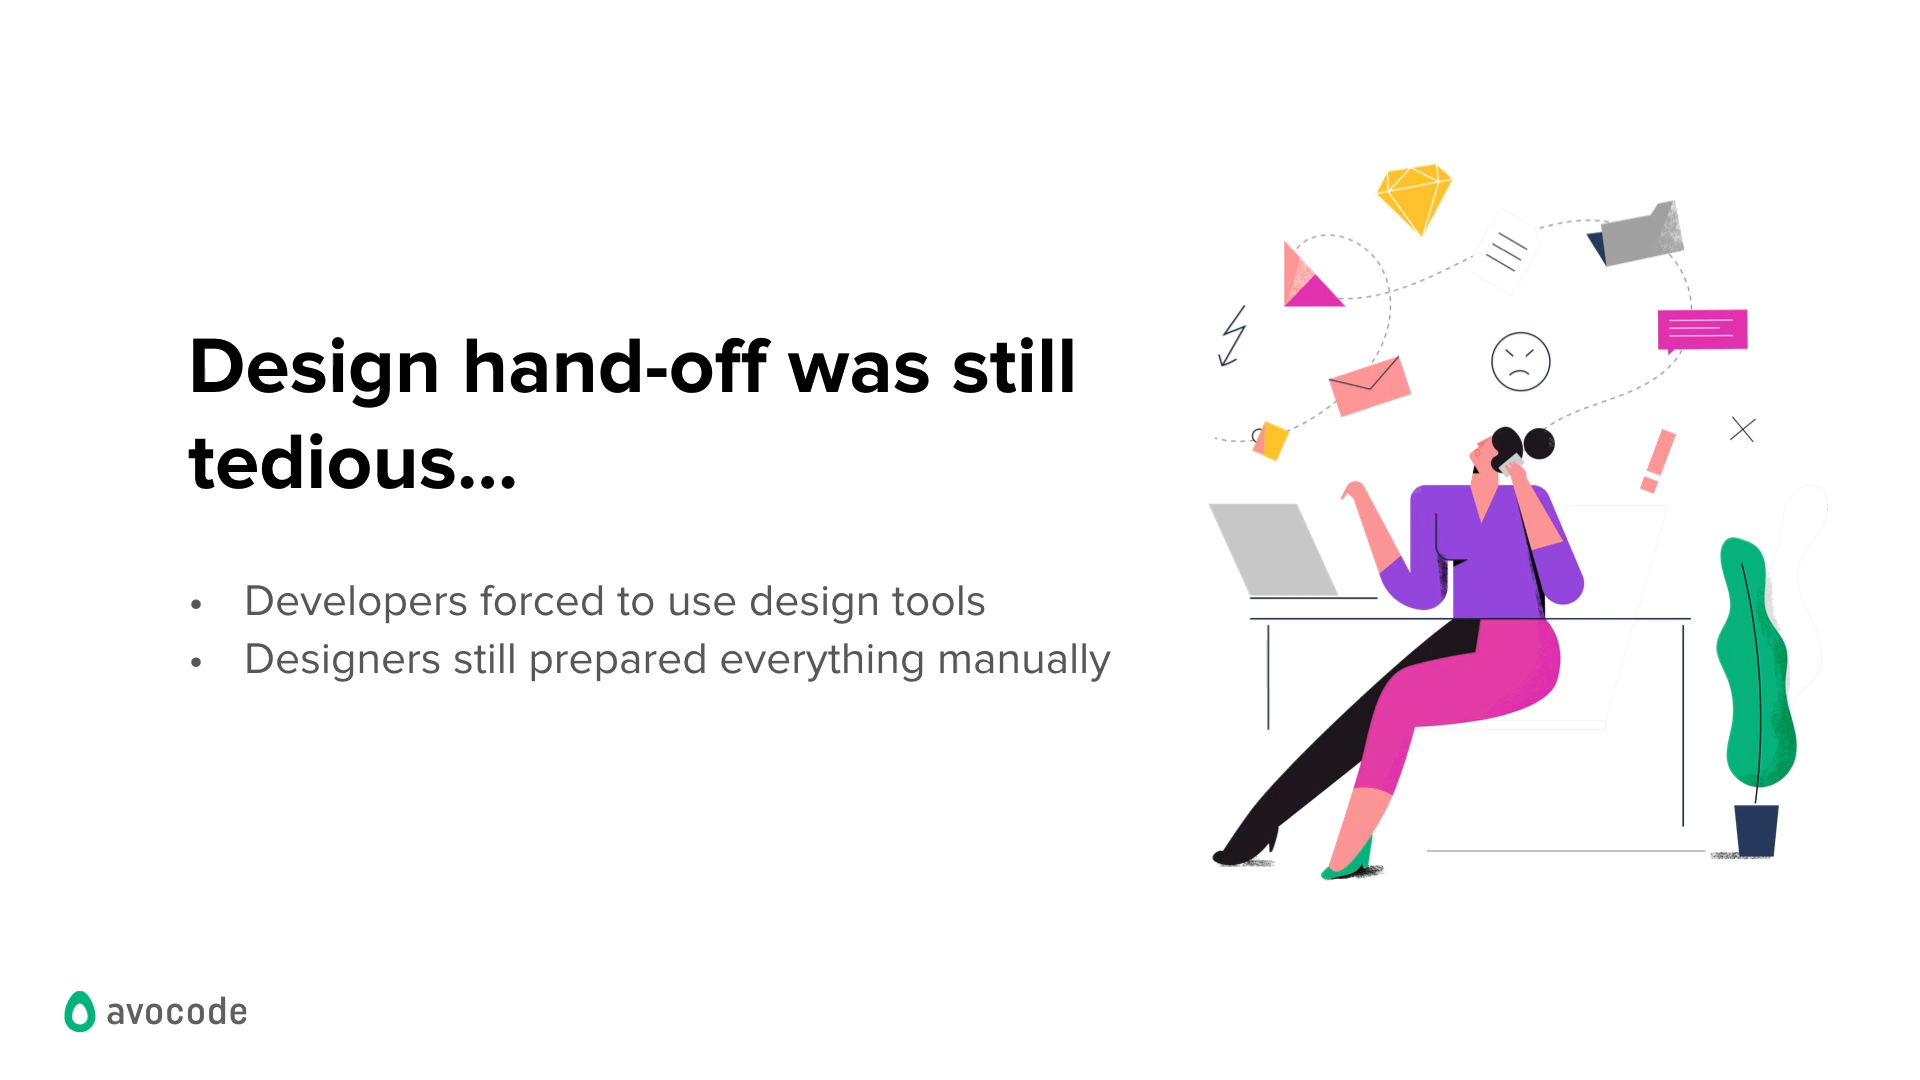 Design hand-off was still
tedious...
• Developers forced to use design tools
• Designers still prepared everything manually
avocode